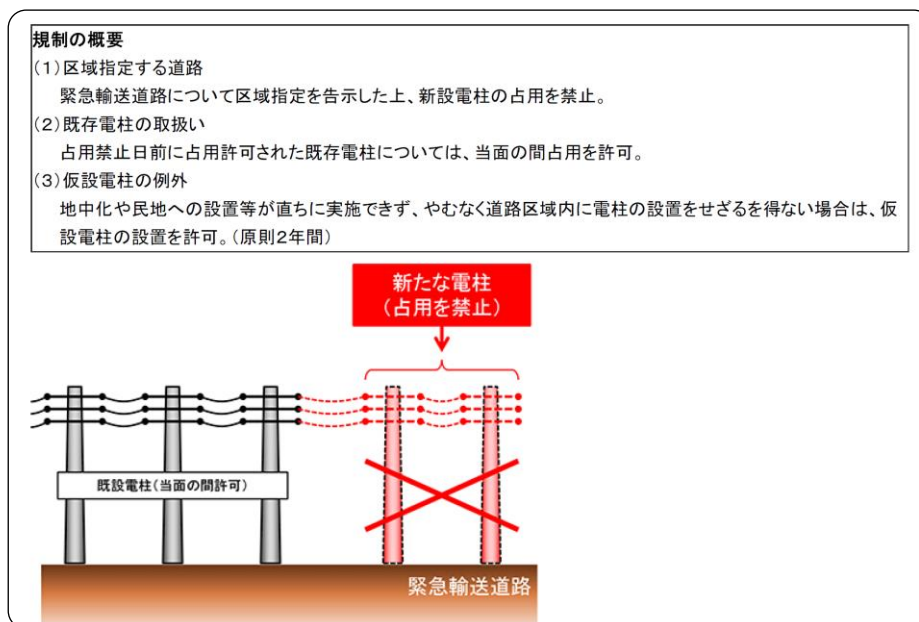 規制の概要
(1)区域指定する道路
緊急輸送道路について区域指定を告示した上、新設電柱の占用を禁止。
(2)既存電柱の取扱い
占用禁止日前に占用許可された既存電柱については、当面の間占用を許可。
(3)仮設電柱の例外
地中化や民地への設置等が直ちに実施できず、やむなく道路区域内に電柱の設置をせざるを得ない場合は、仮
設電柱の設置を許可。(原則2年間)
新たな電柱
(占用を禁止)
既設電柱(当面の間許可)
緊急輸送道路